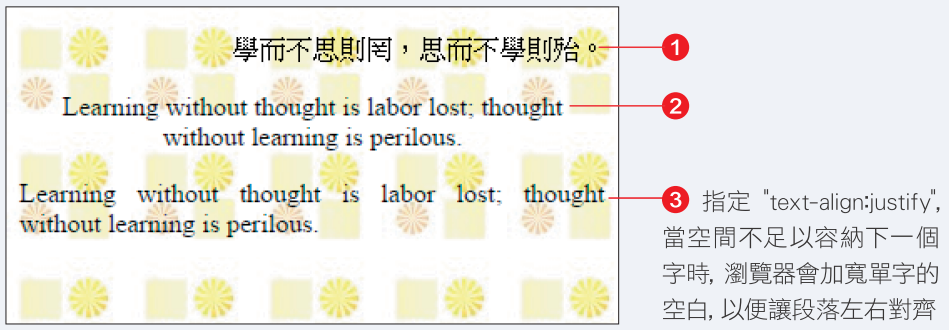 學而不思則罔，思而不學則殆。
1
Learning without thought is labor lost; thought
2
without learning is perilous.
Learning without thought is labor lost; thought
without learning is perilous.
3 指定 "text-align:justify",
當空間不足以容納下一個
字時, 瀏覽器會加寬單字的
空白, 以便讓段落左右對齊